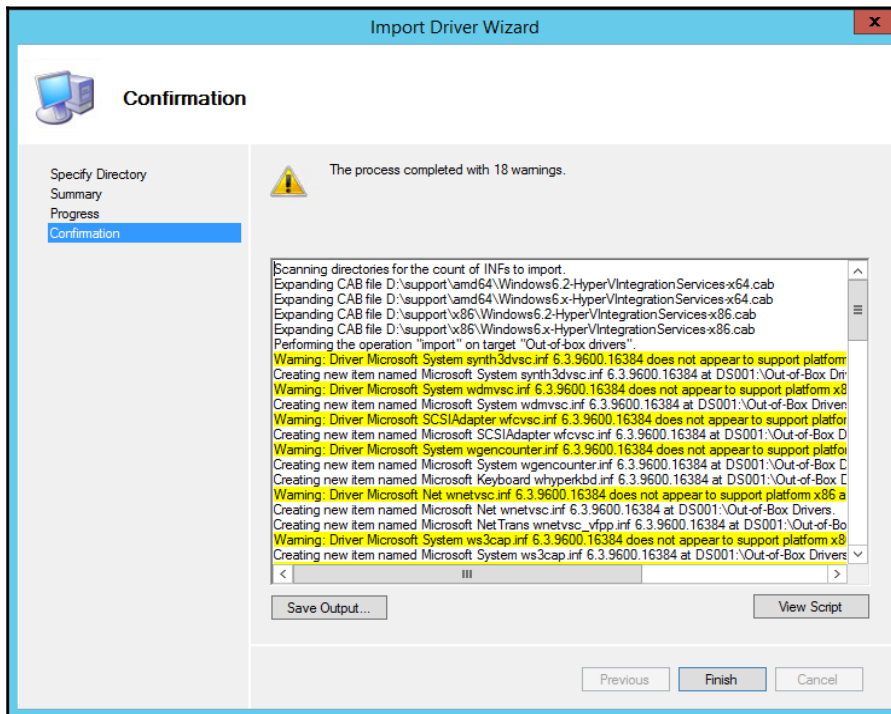 Import Driver Wizard
x
Confirmation
Specify Directory
Summary
Progress
Confirmation
The process completed with 18 warnings.
Scanning directories for the count of INFs to import.
Expanding CAB file D:\support\amd64\Windows6.2-HyperVIntegrationServices-x64.cab
Expanding CAB file D:\support\amd64\Windows6.x-HyperVIntegrationServices-x64.cab
Expanding CAB file D:\support\x86\Windows6.2-HyperVIntegrationServices-x86.cab
Expanding CAB file D:\support\x86\Windows6.x-HyperVIntegrationServices-x86.cab
Performing the operation "import" on target "Out-of-box drivers".
Warning: Driver Microsoft System synth3dvsc.inf 6.3.9600.16384 does not appear to support platform
Creating new item named Microsoft System synth3dvsc.inf 6.3.9600.16384 at DS001:\Out-of-Box Dri
Warning: Driver Microsoft System wdmvsc.inf 6.3.9600.16384 does not appear to support platform x8
Creating new item named Microsoft System wdmvsc.inf 6.3.9600.16384 at DS001:\Out-of-Box Drivers
Warning: Driver Microsoft SCSIAdapter wfcvsc.inf 6.3.9600.16384 does not appear to support platfor
Creating new item named Microsoft SCSIAdapter wfcvsc.inf 6.3.9600.16384 at DS001:\Out-of-Box D
Warning: Driver Microsoft System wgencounter.inf 6.3.9600.16384 does not appear to support platfo
Creating new item named Microsoft System wgencounter.inf 6.3.9600.16384 at DS001:\Out-of-Box D
Creating new item named Microsoft Keyboard whyperkbd.inf 6.3.9600.16384 at DS001:\Out-of-Box D
Warning: Driver Microsoft Net wnetvsc.inf 6.3.9600.16384 does not appear to support platform x86 a
Creating new item named Microsoft Net wnetvsc.inf 6.3.9600.16384 at DS001:\Out-of-Box Drivers.
Creating new item named Microsoft NetTrans wnetvsc_vfpp.inf 6.3.9600.16384 at DS001:\Out-of-Bo
Warning: Driver Microsoft System ws3cap.inf 6.3.9600.16384 does not appear to support platform x8
Creating new item named Microsoft System ws3cap.inf 6.3.9600.16384 at DS001:\Out-of-Box Drivers
Save Output...
View Script
Previous
Finish
Cancel